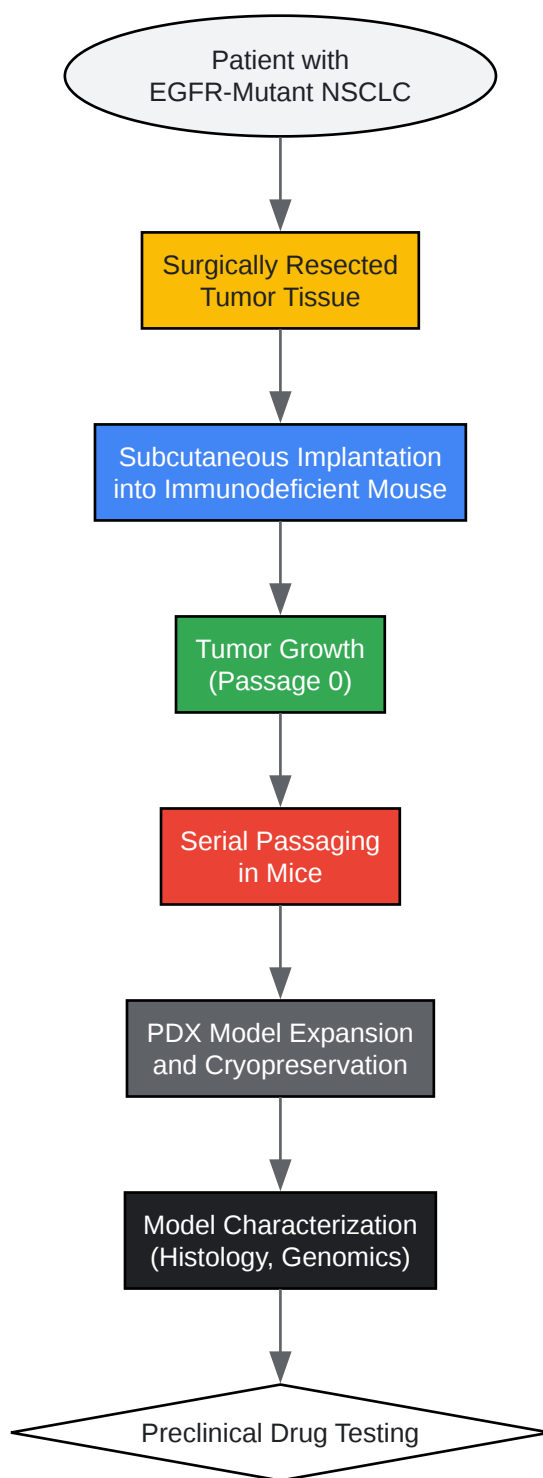 Patient with
EGFR-Mutant NSCLC
Surgically Resected
Tumor Tissue
Subcutaneous Implantation
into Immunodeficient Mouse
Tumor Growth
(Passage 0)
Serial Passaging
in Mice
PDX Model Expansion
and Cryopreservation
Model Characterization
(Histology, Genomics)
Preclinical Drug Testing